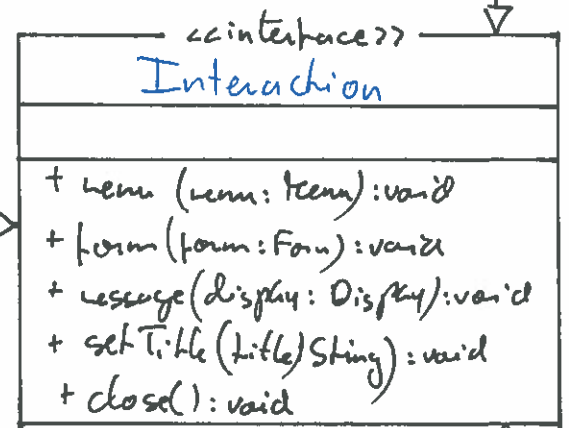 <<interface>>
Interaction
+ menu (menu: Menu): void
+ form (form: Form): void
+ message (display: Display): void
+ setTitle (title) String): void
+ close(): void